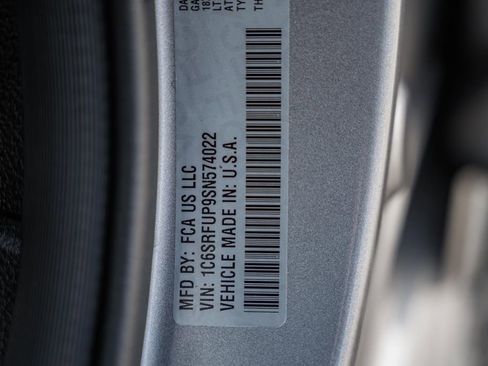 MFD BY: FCA US LLC
VIN: 1C6SRFUP9SN574022
VEHICLE MADE IN: U.S.A.